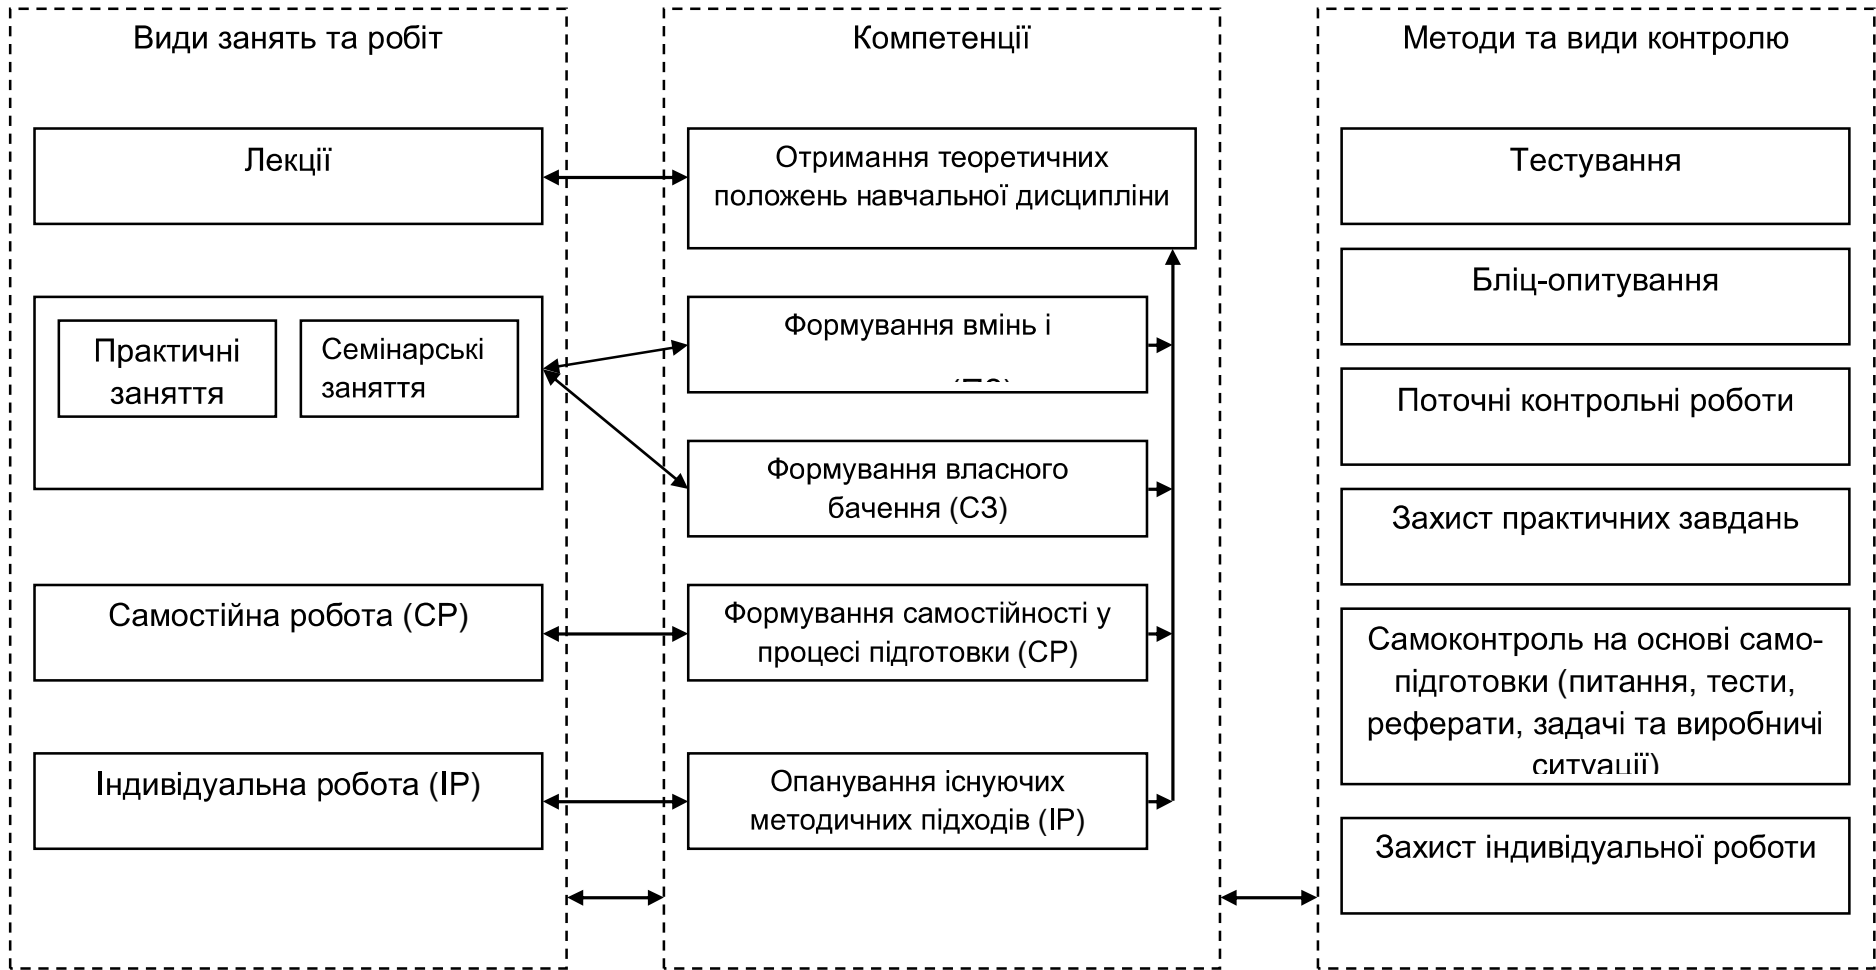 Види занять та робіт
Лекції
Практичні
заняття
Семінарські
заняття
Самостійна робота (СР)
Індивідуальна робота (ІР)
Компетенції
Отримання теоретичних
положень навчальної дисципліни
Формування вмінь і
Формування власного
бачення (СЗ)
Формування самостійності у
процесі підготовки (СР)
Опанування існуючих
методичних підходів (ІР)
Методи та види контролю
Тестування
Бліц-опитування
Поточні контрольні роботи
Захист практичних завдань
Самоконтроль на основі само-
підготовки (питання, тести,
реферати, задачі та виробничі
ситуації)
Захист індивідуальної роботи